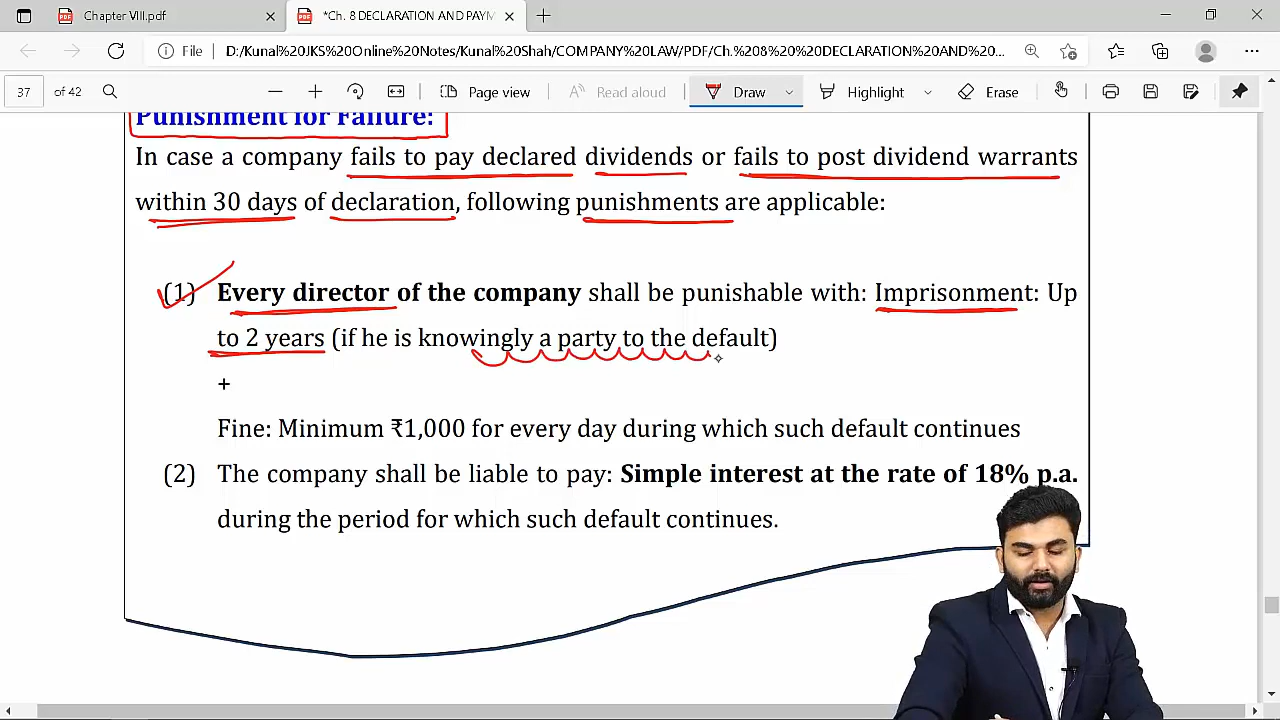 Chapter VIII.pdf
*Ch. 8 DECLARATION AND PAYM
File
D:/Kunal%20JKS%20Online%20Notes/Kunal%20Shah/COMPANY%20LAW/PDF/Ch.%208%20%20DECLARATION%20AND%20...
37 of 42
Page view
Read aloud
Draw
Highlight
Erase
Punishment for Failure:
In case a company fails to pay declared dividends or fails to post dividend warrants
within 30 days of declaration, following punishments are applicable:
(1) Every director of the company shall be punishable with: Imprisonment: Up
to 2 years (if he is knowingly a party to the default)
+
Fine: Minimum ₹1,000 for every day during which such default continues
(2) The company shall be liable to pay: Simple interest at the rate of 18% p.a.
during the period for which such default continues.